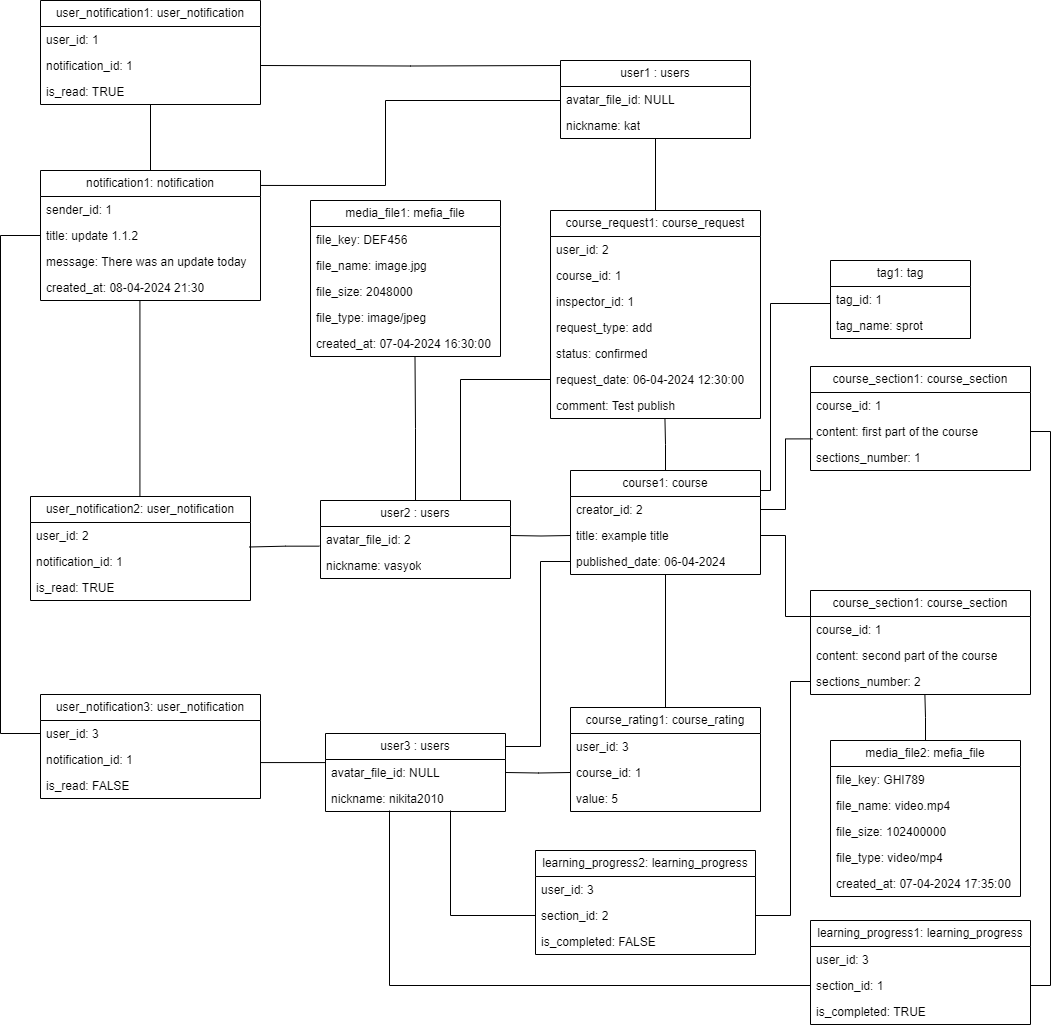 user_notification1: user_notification
user_id: 1
notification_id: 1
is_read: TRUE
user1 : users
avatar_file_id: NULL
nickname: kat
notification1: notification
sender_id: 1
title: update 1.1.2
message: There was an update today
created_at: 08-04-2024 21:30
media_file1: mefia_file
file_key: DEF456
file_name: image.jpg
file_size: 2048000
file_type: image/jpeg
created_at: 07-04-2024 16:30:00
course_request1: course_request
user_id: 2
course_id: 1
inspector_id: 1
request_type: add
status: confirmed
request_date: 06-04-2024 12:30:00
comment: Test publish
tag1: tag
tag_id: 1
tag_name: sprot
course_section1: course_section
course_id: 1
content: first part of the course
sections_number: 1
user_notification2: user_notification
user_id: 2
notification_id: 1
is_read: TRUE
user2 : users
avatar_file_id: 2
nickname: vasyok
course1: course
creator_id: 2
title: example title
published_date: 06-04-2024
course_section1: course_section
course_id: 1
content: second part of the course
sections_number: 2
user_notification3: user_notification
user_id: 3
notification_id: 1
is_read: FALSE
user3 : users
avatar_file_id: NULL
nickname: nikita2010
course_rating1: course_rating
user_id: 3
course_id: 1
value: 5
media_file2: mefia_file
file_key: GHI789
file_name: video.mp4
file_size: 102400000
file_type: video/mp4
created_at: 07-04-2024 17:35:00
learning_progress2: learning_progress
user_id: 3
section_id: 2
is_completed: FALSE
learning_progress1: learning_progress
user_id: 3
section_id: 1
is_completed: TRUE